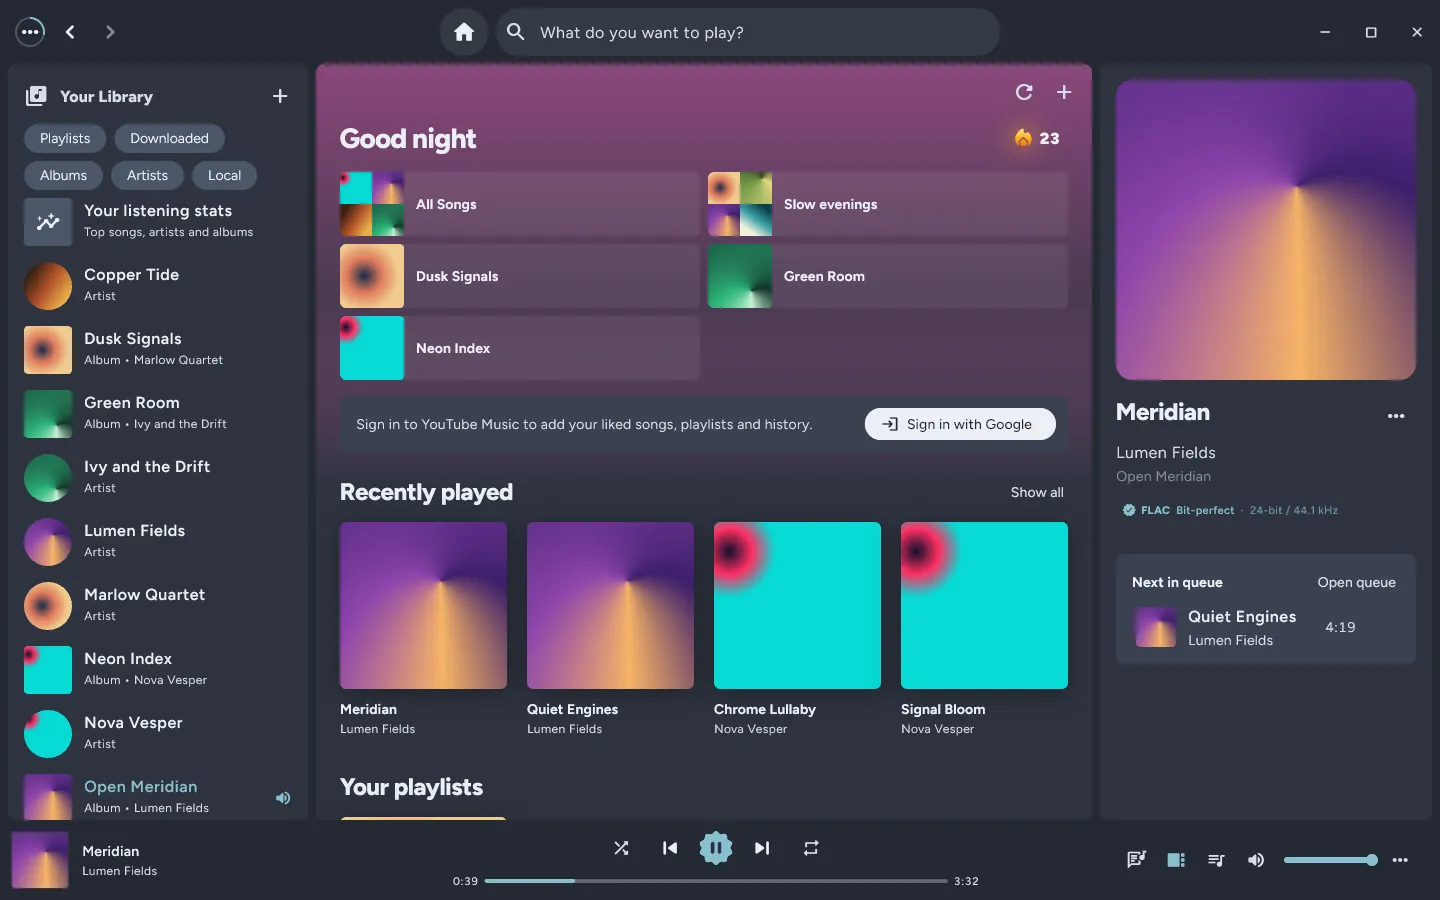 What do you want to play?
Your Library
Playlists
Downloaded
Albums
Artists
Local
Your listening stats
Top songs, artists and albums
Copper Tide
Artist
Dusk Signals
Album • Marlow Quartet
Green Room
Album • Ivy and the Drift
Ivy and the Drift
Artist
Lumen Fields
Artist
Marlow Quartet
Artist
Neon Index
Album • Nova Vesper
Nova Vesper
Artist
Open Meridian
Album • Lumen Fields
Good night
23
All Songs
Slow evenings
Dusk Signals
Green Room
Neon Index
Sign in to YouTube Music to add your liked songs, playlists and history.
Sign in with Google
Recently played
Show all
Meridian
Lumen Fields
Quiet Engines
Lumen Fields
Chrome Lullaby
Nova Vesper
Signal Bloom
Nova Vesper
Your playlists
Meridian
Lumen Fields
Open Meridian
FLAC Bit-perfect · 24-bit / 44.1 kHz
Next in queue
Open queue
Quiet Engines
Lumen Fields
4:19
Meridian
Lumen Fields
0:39
3:32